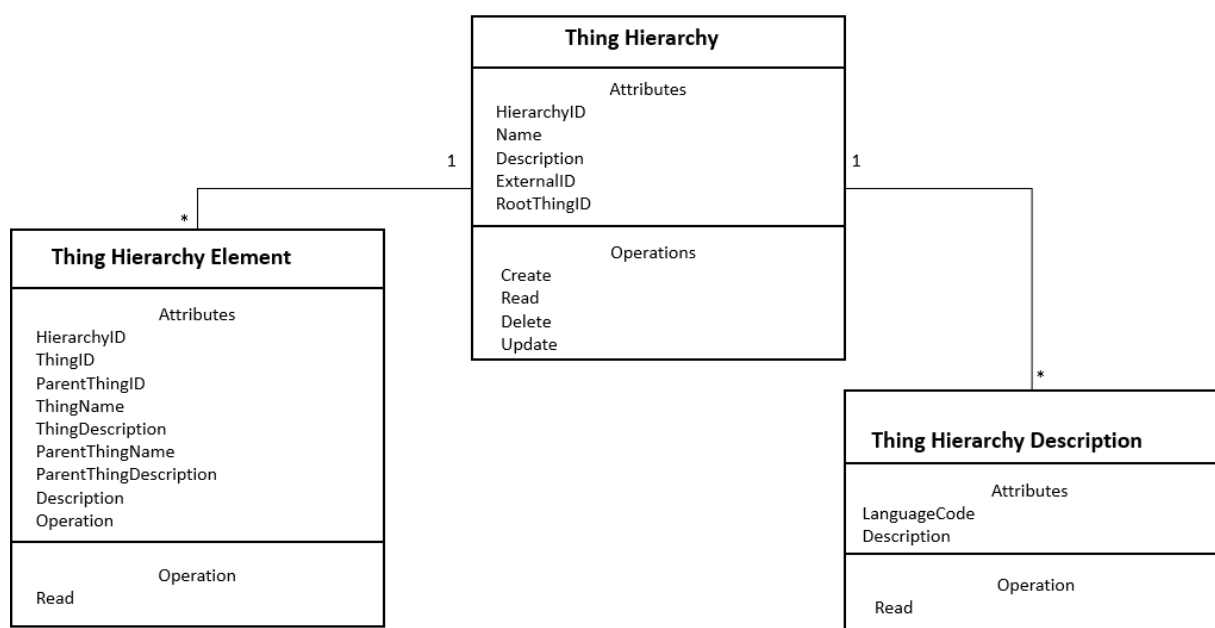 Thing Hierarchy
Attributes
HierarchyID
Name
Description
ExternalID
RootThingID
Operations
Create
Read
Delete
Update
1
1
*
*
Thing Hierarchy Element
Attributes
HierarchyID
ThingID
ParentThingID
ThingName
ThingDescription
ParentThingName
ParentThingDescription
Description
Operation
Operation
Read
Thing Hierarchy Description
Attributes
LanguageCode
Description
Operation
Read